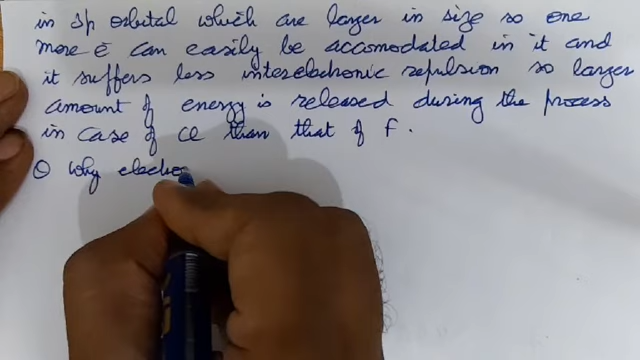 in 3p orbital which are larger in size so one
more e̅ can easily be accomodated in it and
it suffers less interelectronic repulsion so larger
amount of energy is released during the process
in case of Cl than that of F.
Q Why electro